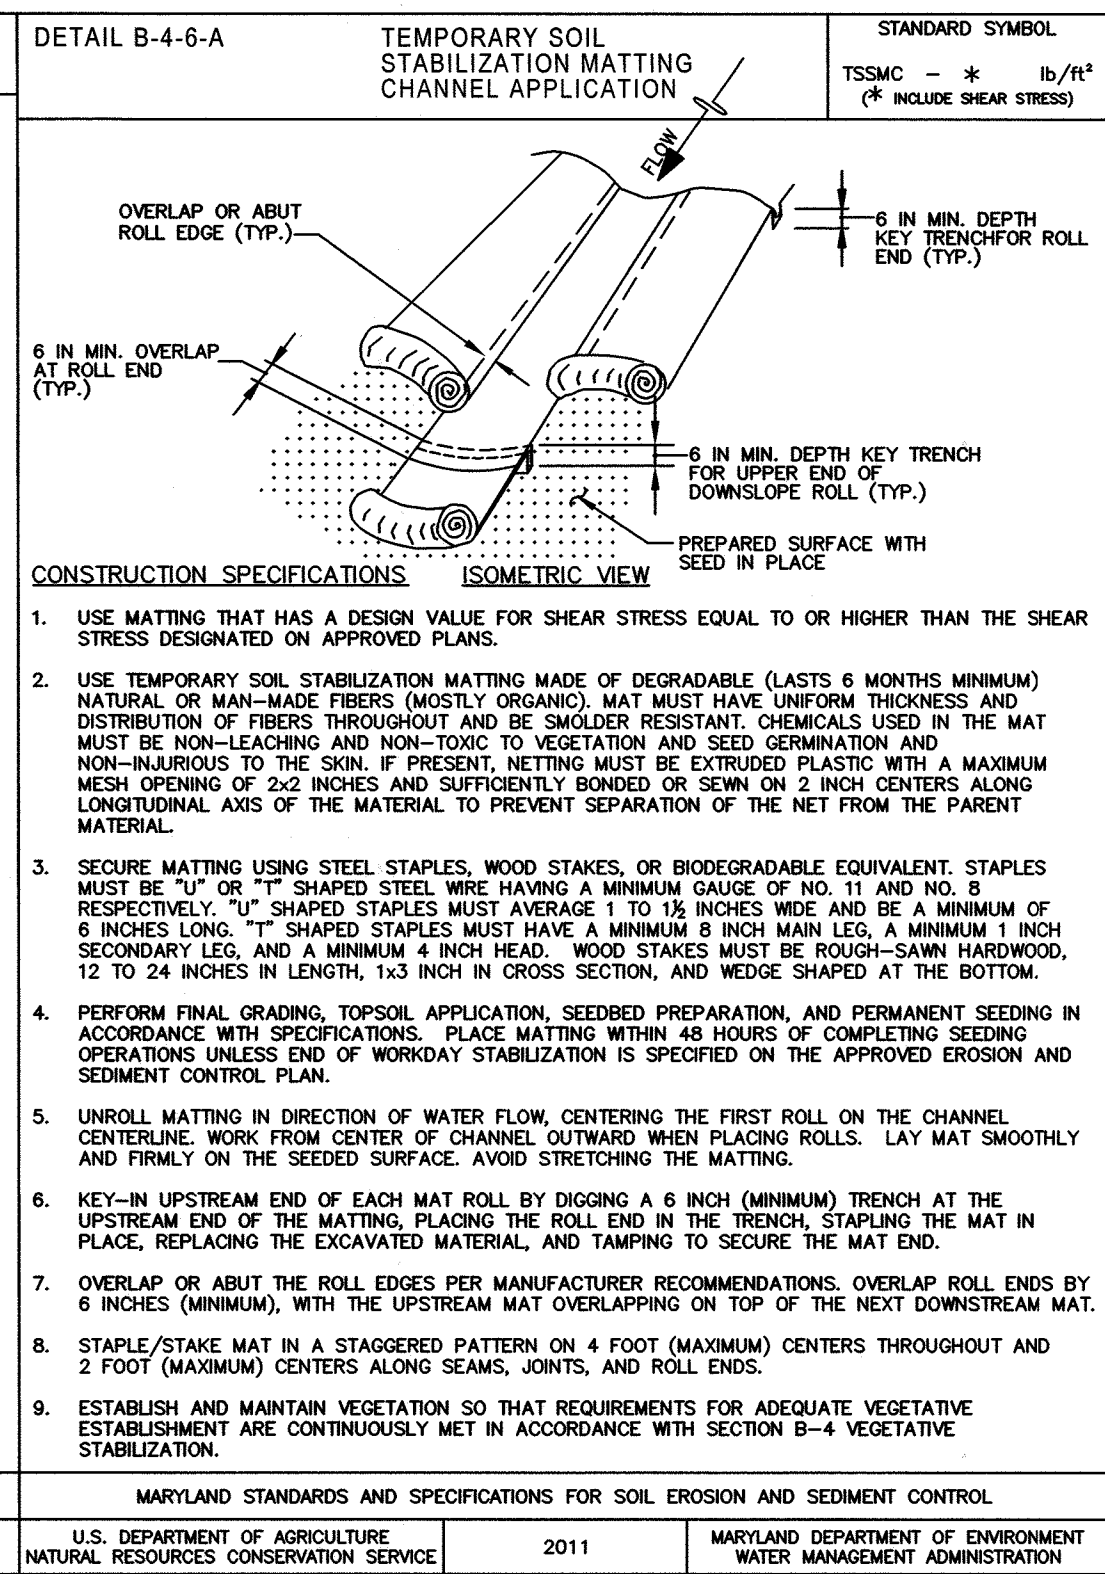 DETAIL B-4-6-A
TEMPORARY SOIL
STABILIZATION MATTING
CHANNEL APPLICATION
STANDARD SYMBOL
TSSMC - * lb/ft²
(* INCLUDE SHEAR STRESS)
FLOW
OVERLAP OR ABUT
ROLL EDGE (TYP.)
6 IN MIN. DEPTH
KEY TRENCHFOR ROLL
END (TYP.)
6 IN MIN. OVERLAP
AT ROLL END
(TYP.)
6 IN MIN. DEPTH KEY TRENCH
FOR UPPER END OF
DOWNSLOPE ROLL (TYP.)
PREPARED SURFACE WITH
SEED IN PLACE
CONSTRUCTION SPECIFICATIONS ISOMETRIC VIEW
1. USE MATTING THAT HAS A DESIGN VALUE FOR SHEAR STRESS EQUAL TO OR HIGHER THAN THE SHEAR
STRESS DESIGNATED ON APPROVED PLANS.
2. USE TEMPORARY SOIL STABILIZATION MATTING MADE OF DEGRADABLE (LASTS 6 MONTHS MINIMUM)
NATURAL OR MAN-MADE FIBERS (MOSTLY ORGANIC). MAT MUST HAVE UNIFORM THICKNESS AND
DISTRIBUTION OF FIBERS THROUGHOUT AND BE SMOLDER RESISTANT. CHEMICALS USED IN THE MAT
MUST BE NON-LEACHING AND NON-TOXIC TO VEGETATION AND SEED GERMINATION AND
NON-INJURIOUS TO THE SKIN. IF PRESENT, NETTING MUST BE EXTRUDED PLASTIC WITH A MAXIMUM
MESH OPENING OF 2x2 INCHES AND SUFFICIENTLY BONDED OR SEWN ON 2 INCH CENTERS ALONG
LONGITUDINAL AXIS OF THE MATERIAL TO PREVENT SEPARATION OF THE NET FROM THE PARENT
MATERIAL.
3. SECURE MATTING USING STEEL STAPLES, WOOD STAKES, OR BIODEGRADABLE EQUIVALENT. STAPLES
MUST BE "U" OR "T" SHAPED STEEL WIRE HAVING A MINIMUM GAUGE OF NO. 11 AND NO. 8
RESPECTIVELY. "U" SHAPED STAPLES MUST AVERAGE 1 TO 1½ INCHES WIDE AND BE A MINIMUM OF
6 INCHES LONG. "T" SHAPED STAPLES MUST HAVE A MINIMUM 8 INCH MAIN LEG, A MINIMUM 1 INCH
SECONDARY LEG, AND A MINIMUM 4 INCH HEAD. WOOD STAKES MUST BE ROUGH-SAWN HARDWOOD,
12 TO 24 INCHES IN LENGTH, 1x3 INCH IN CROSS SECTION, AND WEDGE SHAPED AT THE BOTTOM.
4. PERFORM FINAL GRADING, TOPSOIL APPLICATION, SEEDBED PREPARATION, AND PERMANENT SEEDING IN
ACCORDANCE WITH SPECIFICATIONS. PLACE MATTING WITHIN 48 HOURS OF COMPLETING SEEDING
OPERATIONS UNLESS END OF WORKDAY STABILIZATION IS SPECIFIED ON THE APPROVED EROSION AND
SEDIMENT CONTROL PLAN.
5. UNROLL MATTING IN DIRECTION OF WATER FLOW, CENTERING THE FIRST ROLL ON THE CHANNEL
CENTERLINE. WORK FROM CENTER OF CHANNEL OUTWARD WHEN PLACING ROLLS. LAY MAT SMOOTHLY
AND FIRMLY ON THE SEEDED SURFACE. AVOID STRETCHING THE MATTING.
6. KEY-IN UPSTREAM END OF EACH MAT ROLL BY DIGGING A 6 INCH (MINIMUM) TRENCH AT THE
UPSTREAM END OF THE MATTING, PLACING THE ROLL END IN THE TRENCH, STAPLING THE MAT IN
PLACE, REPLACING THE EXCAVATED MATERIAL, AND TAMPING TO SECURE THE MAT END.
7. OVERLAP OR ABUT THE ROLL EDGES PER MANUFACTURER RECOMMENDATIONS. OVERLAP ROLL ENDS BY
6 INCHES (MINIMUM), WITH THE UPSTREAM MAT OVERLAPPING ON TOP OF THE NEXT DOWNSTREAM MAT.
8. STAPLE/STAKE MAT IN A STAGGERED PATTERN ON 4 FOOT (MAXIMUM) CENTERS THROUGHOUT AND
2 FOOT (MAXIMUM) CENTERS ALONG SEAMS, JOINTS, AND ROLL ENDS.
9. ESTABLISH AND MAINTAIN VEGETATION SO THAT REQUIREMENTS FOR ADEQUATE VEGETATIVE
ESTABLISHMENT ARE CONTINUOUSLY MET IN ACCORDANCE WITH SECTION B-4 VEGETATIVE
STABILIZATION.
MARYLAND STANDARDS AND SPECIFICATIONS FOR SOIL EROSION AND SEDIMENT CONTROL
U.S. DEPARTMENT OF AGRICULTURE
NATURAL RESOURCES CONSERVATION SERVICE
2011
MARYLAND DEPARTMENT OF ENVIRONMENT
WATER MANAGEMENT ADMINISTRATION